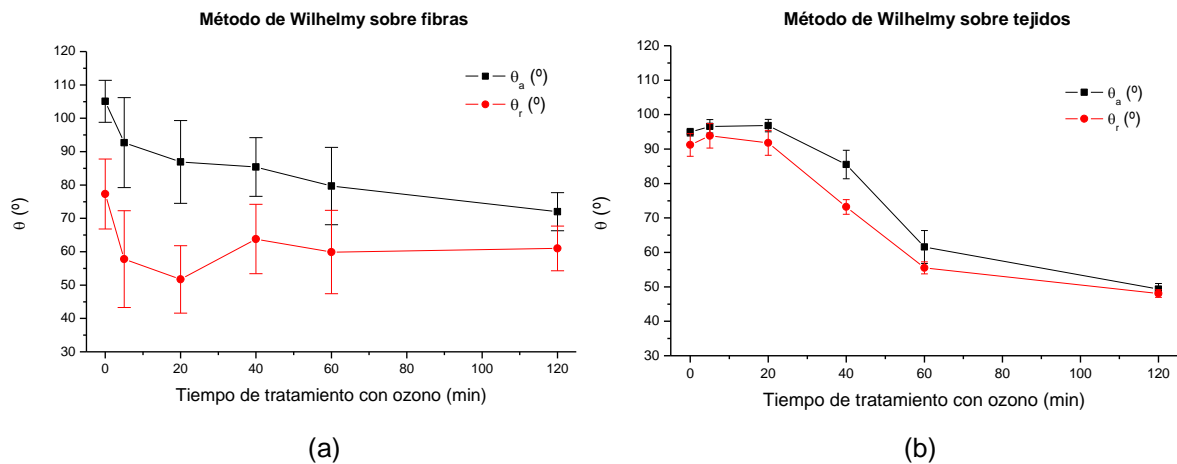 Método de Wilhelmy sobre fibras
120
110
100
90
80
70
60
50
40
30
θ (º)
θa (º)
θr (º)
0 20 40 60 80 100 120
Tiempo de tratamiento con ozono (min)
(a)
Método de Wilhelmy sobre tejidos
120
110
100
90
80
70
60
50
40
30
θ (º)
θa (º)
θr (º)
0 20 40 60 80 100 120
Tiempo de tratamiento con ozono (min)
(b)